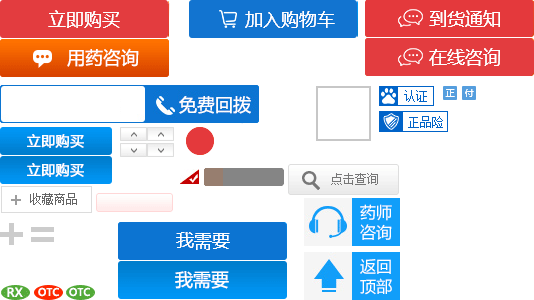 立即购买
加入购物车
到货通知
用药咨询
在线咨询
免费回拨
认证
正 付
正品险
立即购买
立即购买
点击查询
收藏商品
药师
咨询
我需要
返回
顶部
我需要
RX OTC OTC